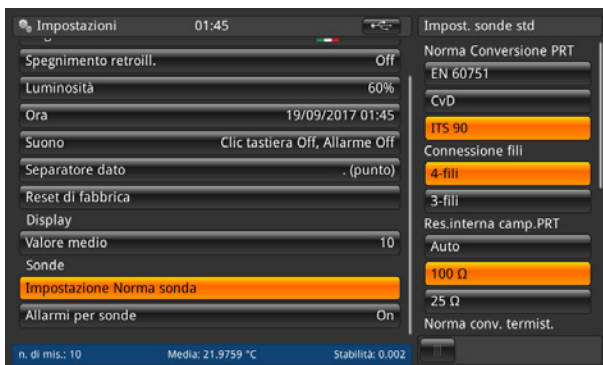 Impostazioni 01:45
Spegnimento retroill. Off
Luminosità 60%
Ora 19/09/2017 01:45
Suono Clic tastiera Off, Allarme Off
Separatore dato . (punto)
Reset di fabbrica
Display
Valore medio 10
Sonde
Impostazione Norma sonda
Allarmi per sonde On
n. di mis.: 10 Media: 21.9759 °C Stabilità: 0.002
Impost. sonde std
Norma Conversione PRT
EN 60751
CvD
ITS 90
Connessione fili
4-fili
3-fili
Res.interna camp.PRT
Auto
100 Ω
25 Ω
Norma conv. termist.